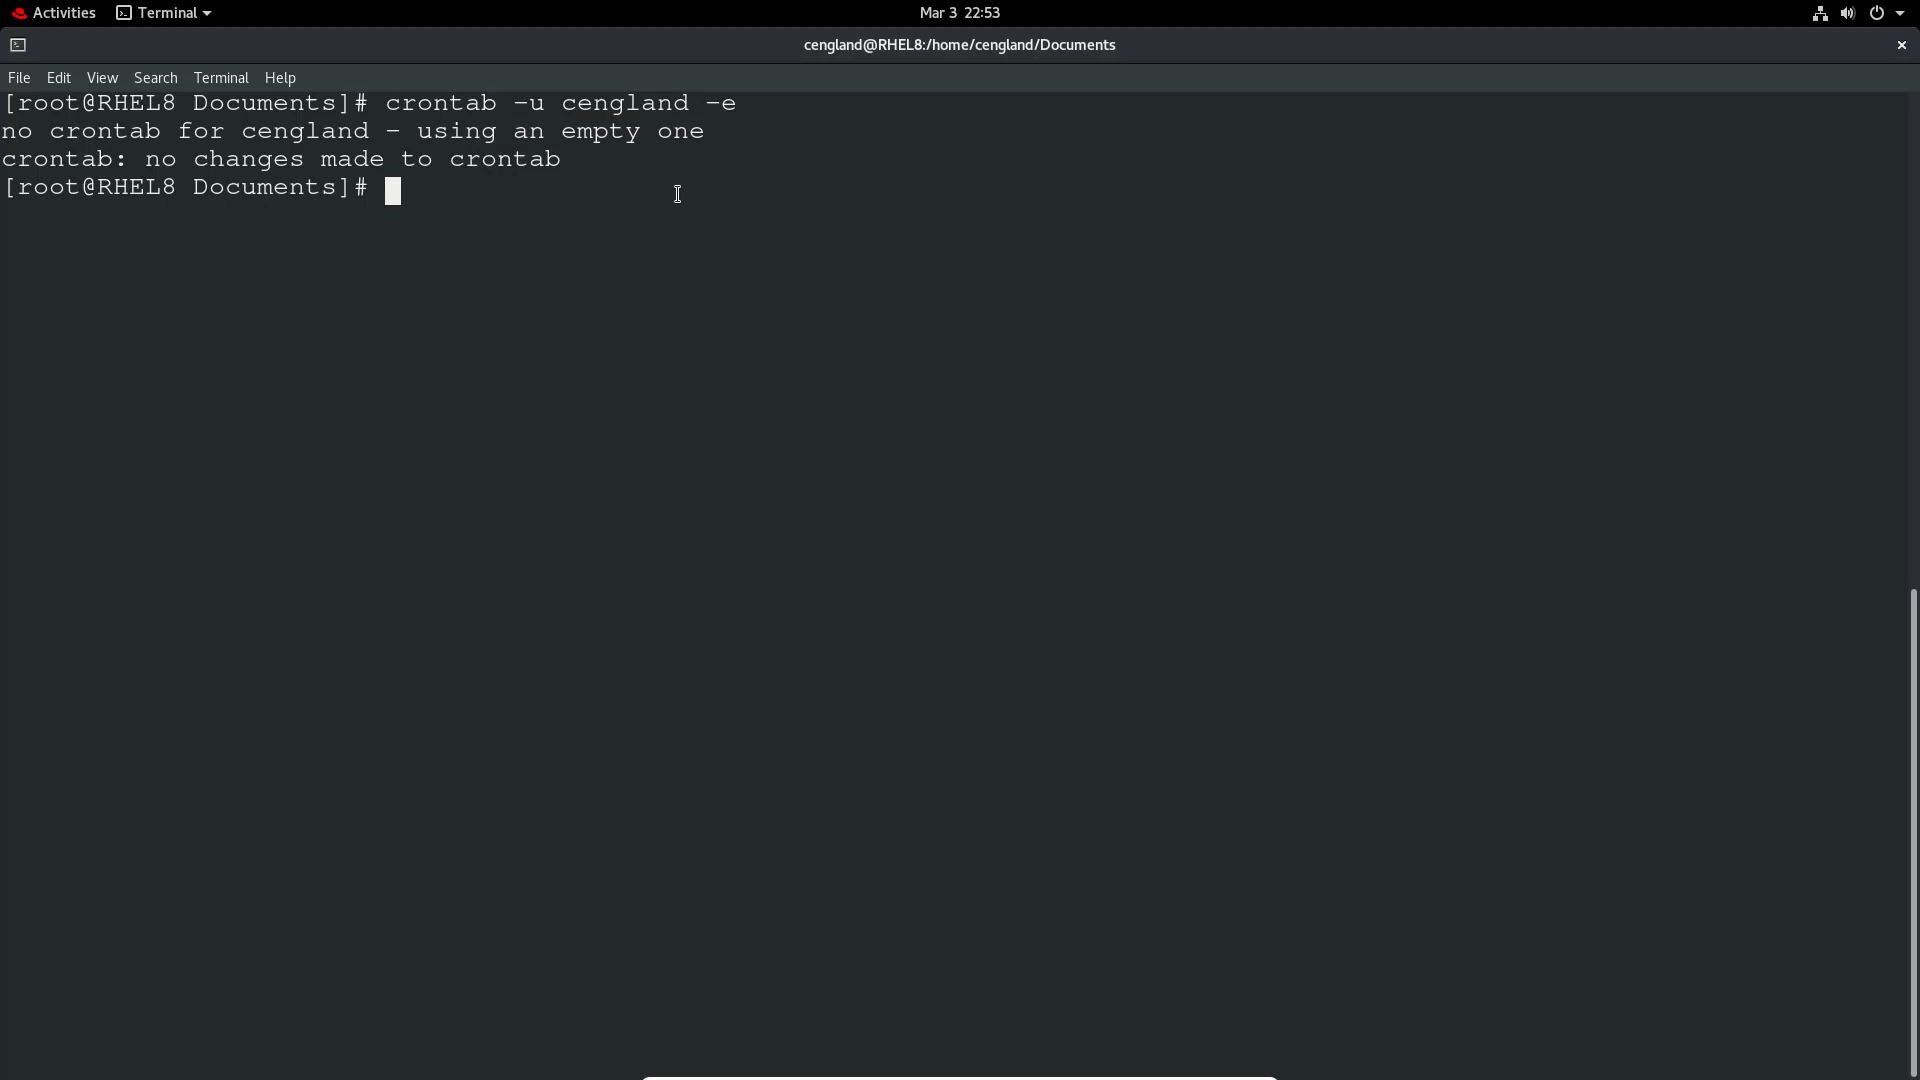 Activities Terminal Mar 3 22:53
cengland@RHEL8:/home/cengland/Documents
File Edit View Search Terminal Help
[root@RHEL8 Documents]# crontab -u cengland -e
no crontab for cengland - using an empty one
crontab: no changes made to crontab
[root@RHEL8 Documents]#